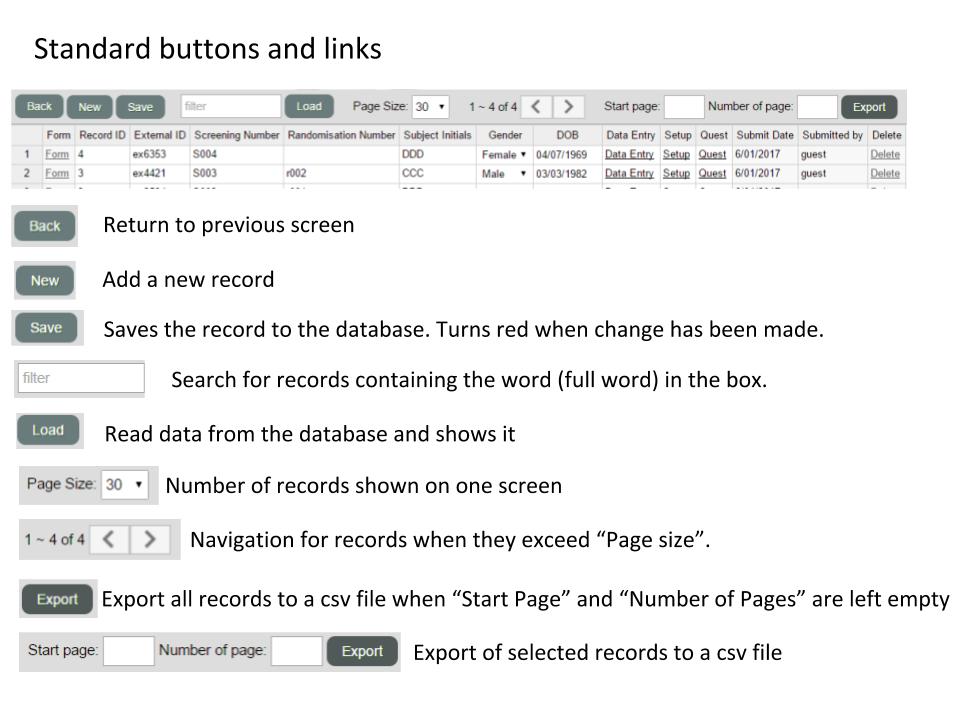 Standard buttons and links
Back New Save filter Load Page Size: 30 1 ~ 4 of 4 Start page: Number of page: Export
Form Record ID External ID Screening Number Randomisation Number Subject Initials Gender DOB Data Entry Setup Quest Submit Date Submitted by Delete
1 Form 4 ex6353 S004 DDD Female 04/07/1969 Data Entry Setup Quest 6/01/2017 guest Delete
2 Form 3 ex4421 S003 r002 CCC Male 03/03/1982 Data Entry Setup Quest 6/01/2017 guest Delete
Back Return to previous screen
New Add a new record
Save Saves the record to the database. Turns red when change has been made.
filter Search for records containing the word (full word) in the box.
Load Read data from the database and shows it
Page Size: 30 Number of records shown on one screen
1 ~ 4 of 4 Navigation for records when they exceed “Page size”.
Export Export all records to a csv file when “Start Page” and “Number of Pages” are left empty
Start page: Number of page: Export Export of selected records to a csv file